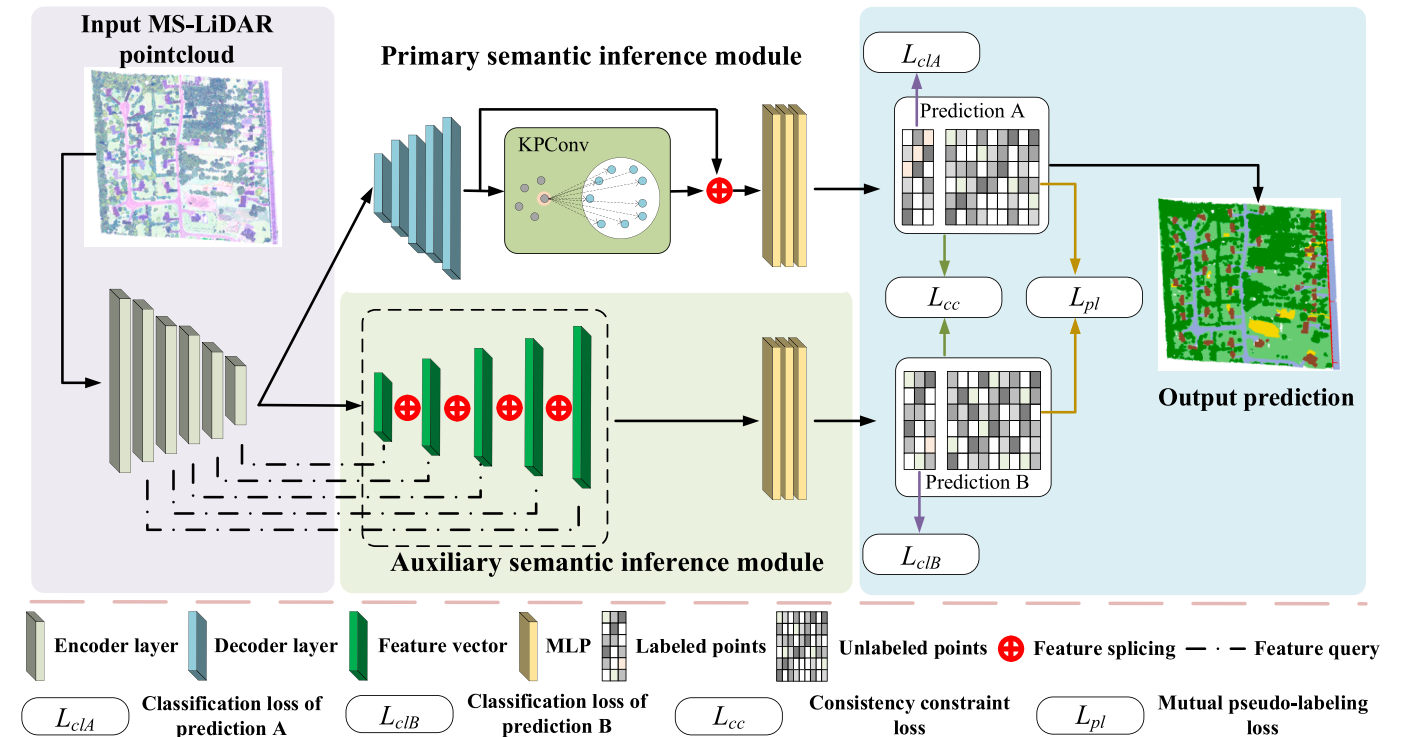 Input MS-LiDAR
pointcloud
Primary semantic inference module
KPConv
L_clA
Prediction A
L_cc
L_pl
Prediction B
L_clB
Output prediction
Auxiliary semantic inference module
Encoder layer
Decoder layer
Feature vector
MLP
Labeled points
Unlabeled points
Feature splicing
Feature query
L_clA
Classification loss of
prediction A
L_clB
Classification loss of
prediction B
L_cc
Consistency constraint
loss
L_pl
Mutual pseudo-labeling
loss